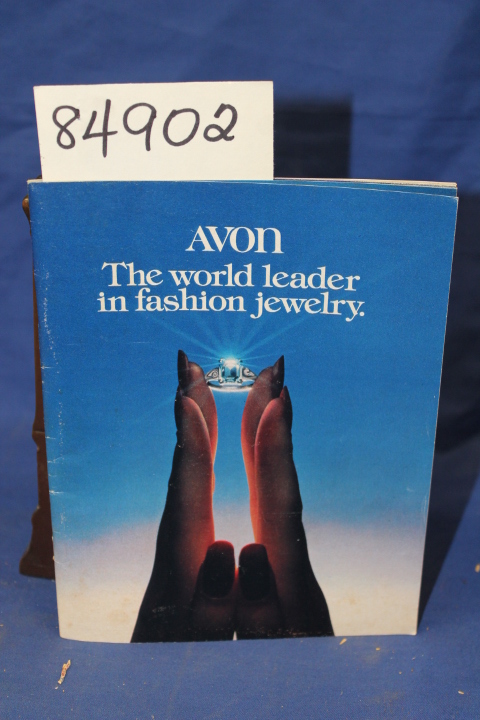 84902
AVON
The world leader
in fashion jewelry.